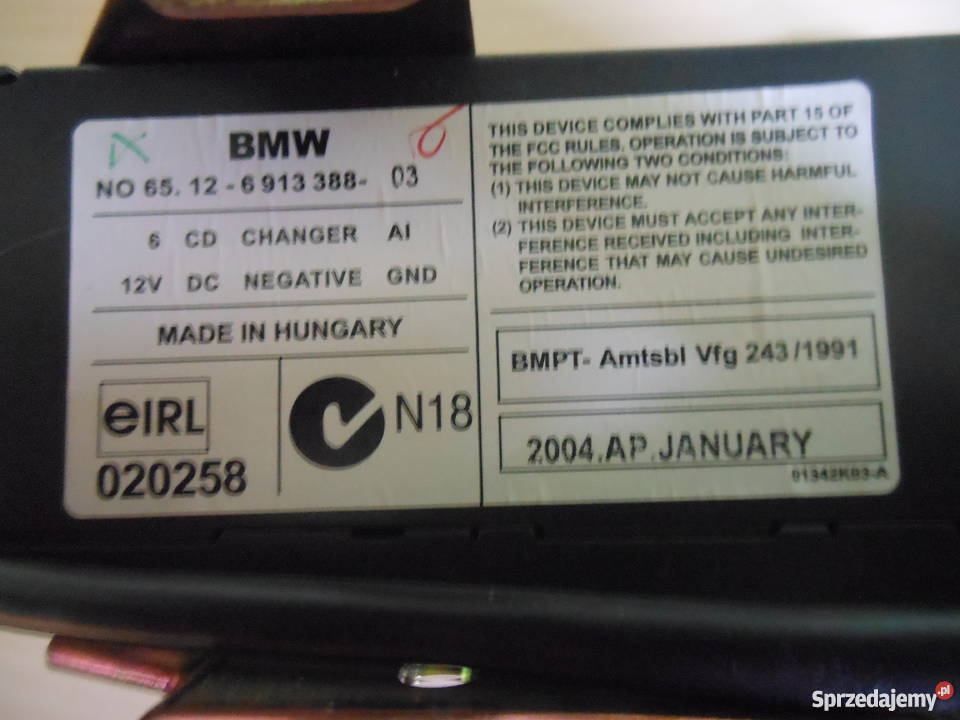 BMW
NO 65. 12 - 6 913 388- 03
6 CD CHANGER AI
12V DC NEGATIVE GND
MADE IN HUNGARY
eIRL
020258
N18
THIS DEVICE COMPLIES WITH PART 15 OF
THE FCC RULES. OPERATION IS SUBJECT TO
THE FOLLOWING TWO CONDITIONS:
(1) THIS DEVICE MAY NOT CAUSE HARMFUL
INTERFERENCE.
(2) THIS DEVICE MUST ACCEPT ANY INTER-
FERENCE RECEIVED INCLUDING INTER-
FERENCE THAT MAY CAUSE UNDESIRED
OPERATION.
BMPT- Amtsbl Vfg 243/1991
2004.AP.JANUARY
01342K03-A
Sprzedajemy.pl